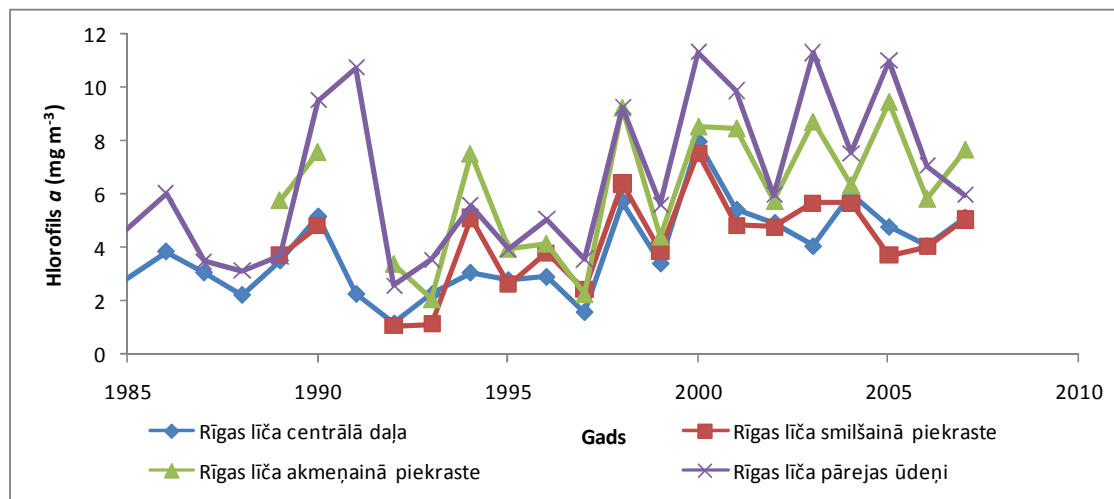 12
10
8
6
4
2
0
Hlorofils a (mg m⁻³)
1985 1990 1995 2000 2005 2010
Gads
Rīgas līča centrālā daļa
Rīgas līča smilšainā piekraste
Rīgas līča akmeņainā piekraste
Rīgas līča pārejas ūdeņi